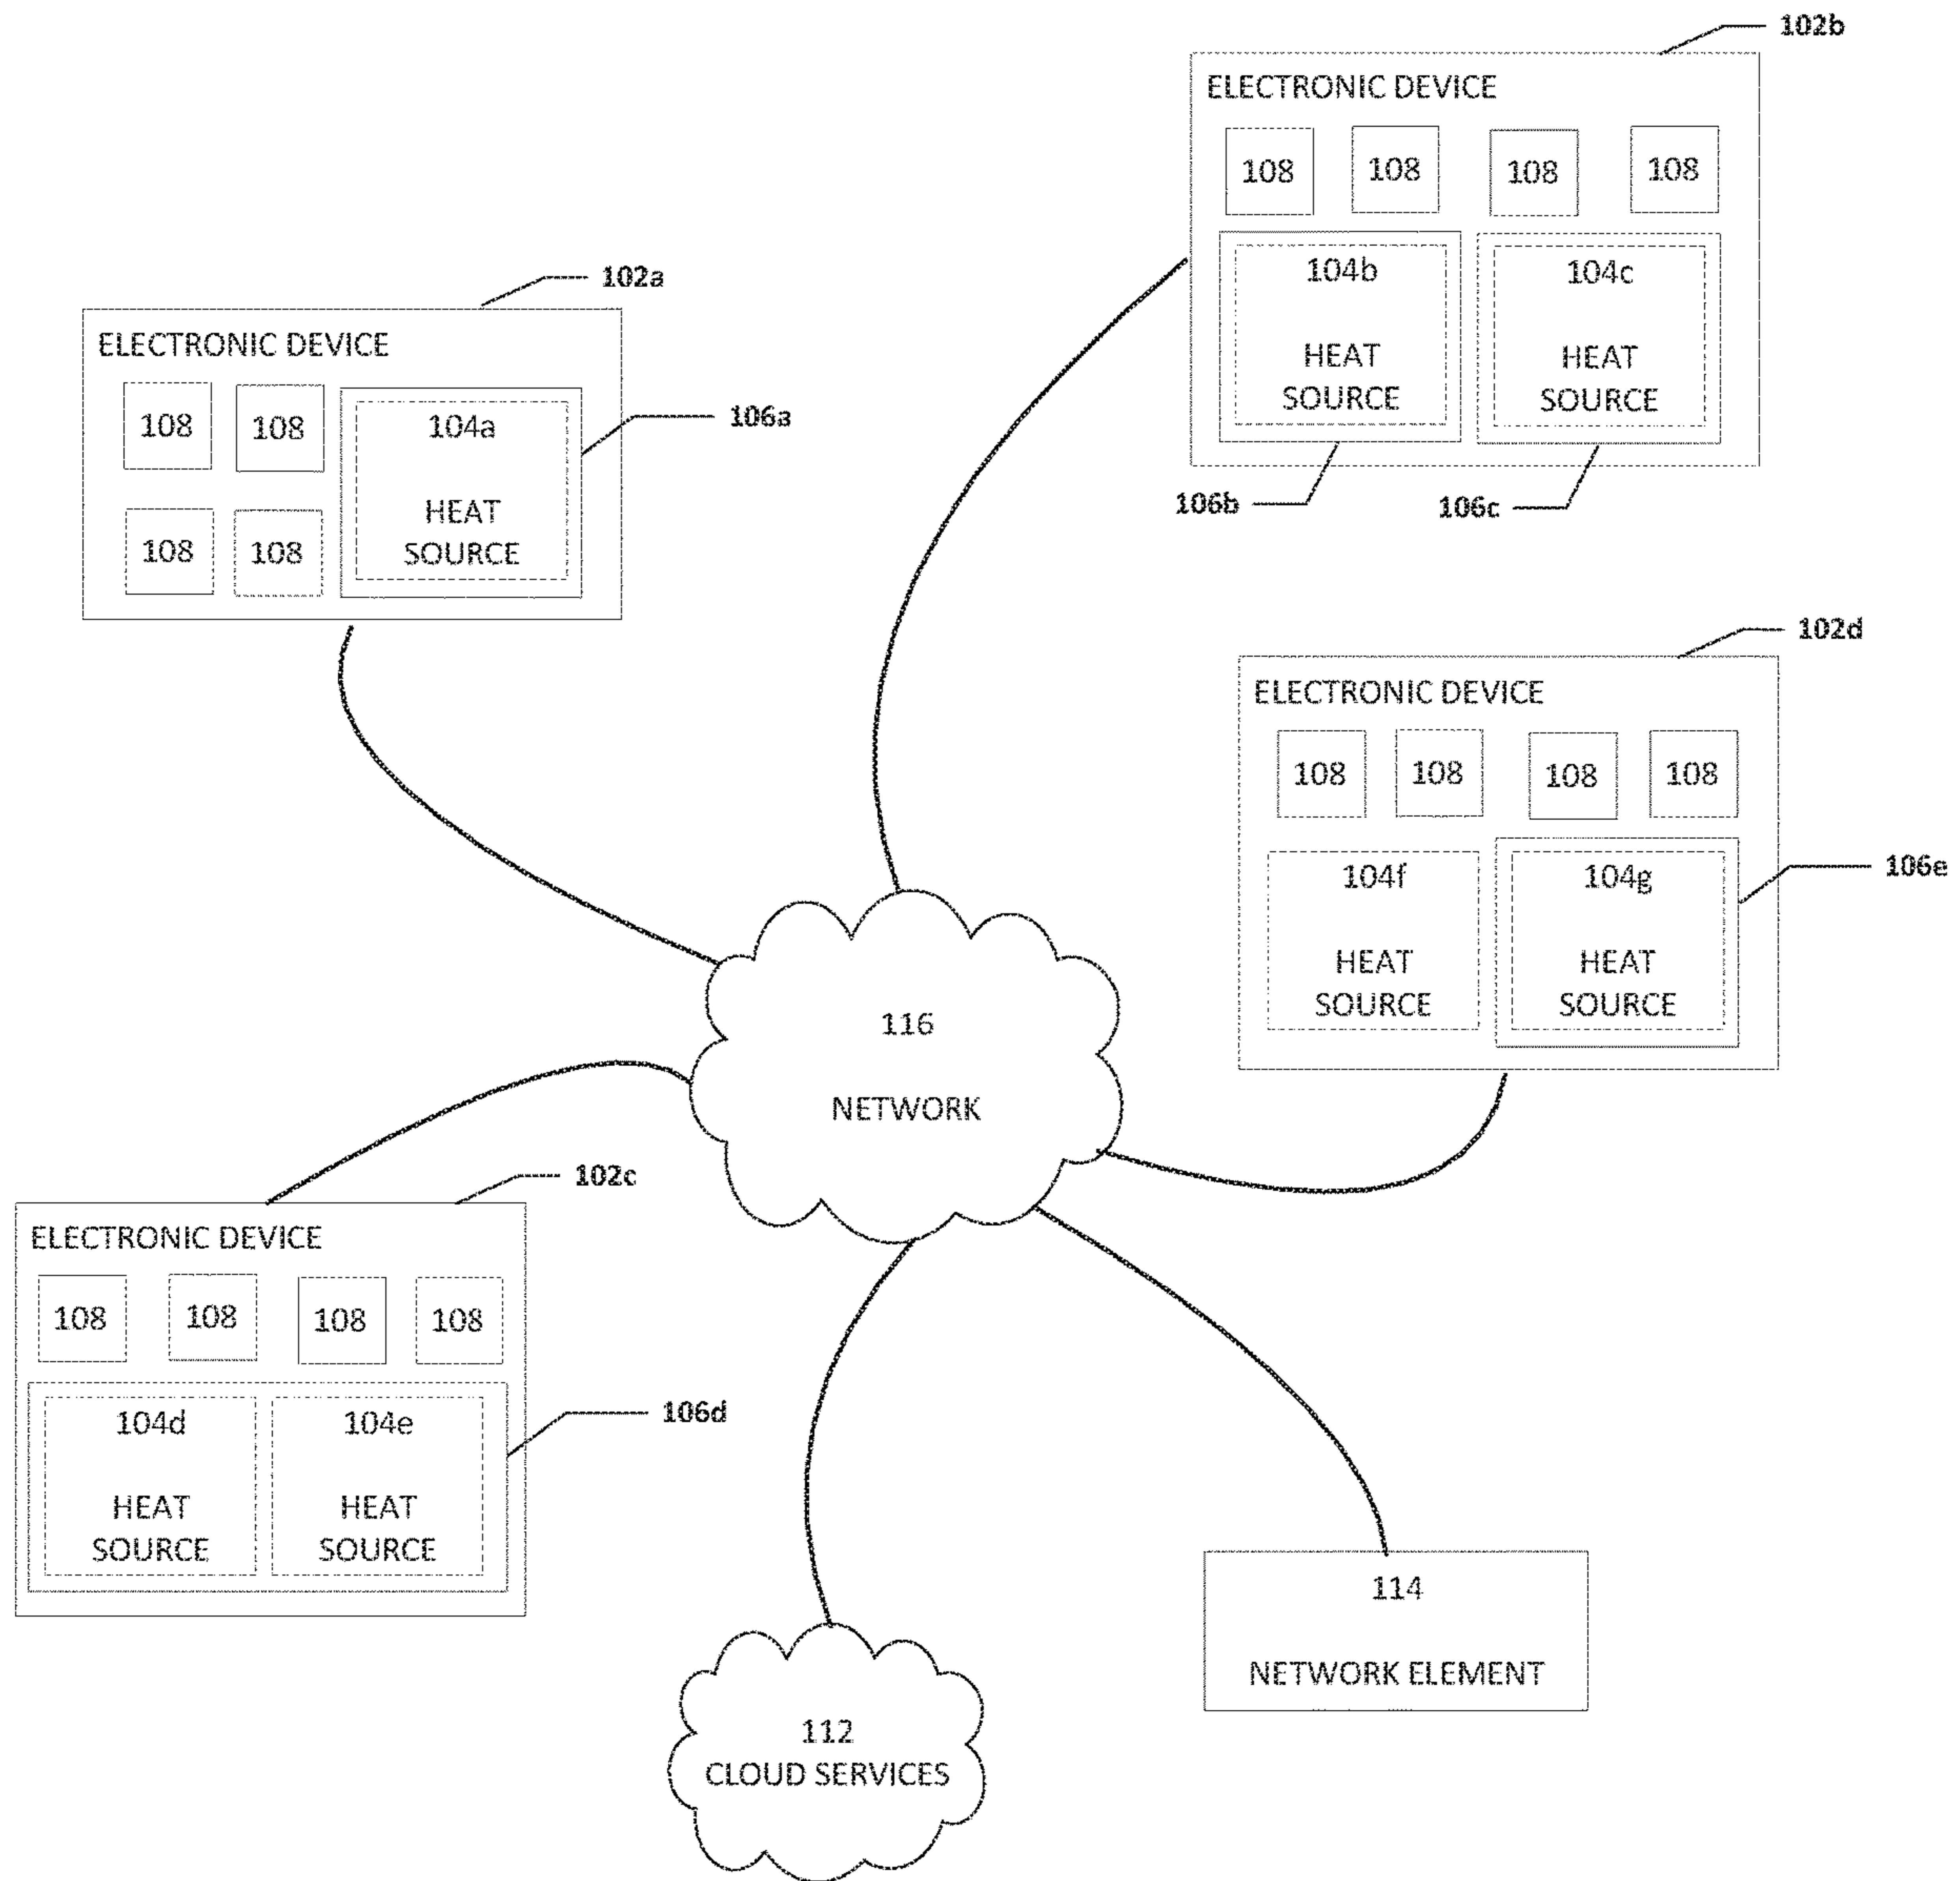 102b
ELECTRONIC DEVICE
108 108 108 108
104b 104c
HEAT HEAT
SOURCE SOURCE
106b 106c
102a
ELECTRONIC DEVICE
108 108
104a
106a
HEAT
SOURCE
108 108
102d
ELECTRONIC DEVICE
108 108 108 108
104f 104g
106e
HEAT HEAT
SOURCE SOURCE
116
NETWORK
102c
ELECTRONIC DEVICE
108 108 108 108
104d 104e
106d
HEAT HEAT
SOURCE SOURCE
114
NETWORK ELEMENT
112
CLOUD SERVICES